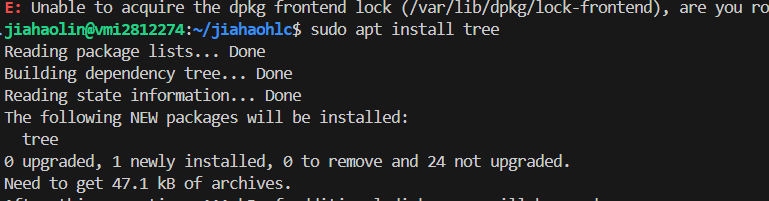 E: Unable to acquire the dpkg frontend lock (/var/lib/dpkg/lock-frontend), are you ro
jiahaolin@vmi2812274:~/jiahaohlc$ sudo apt install tree
Reading package lists... Done
Building dependency tree... Done
Reading state information... Done
The following NEW packages will be installed:
  tree
0 upgraded, 1 newly installed, 0 to remove and 24 not upgraded.
Need to get 47.1 kB of archives.